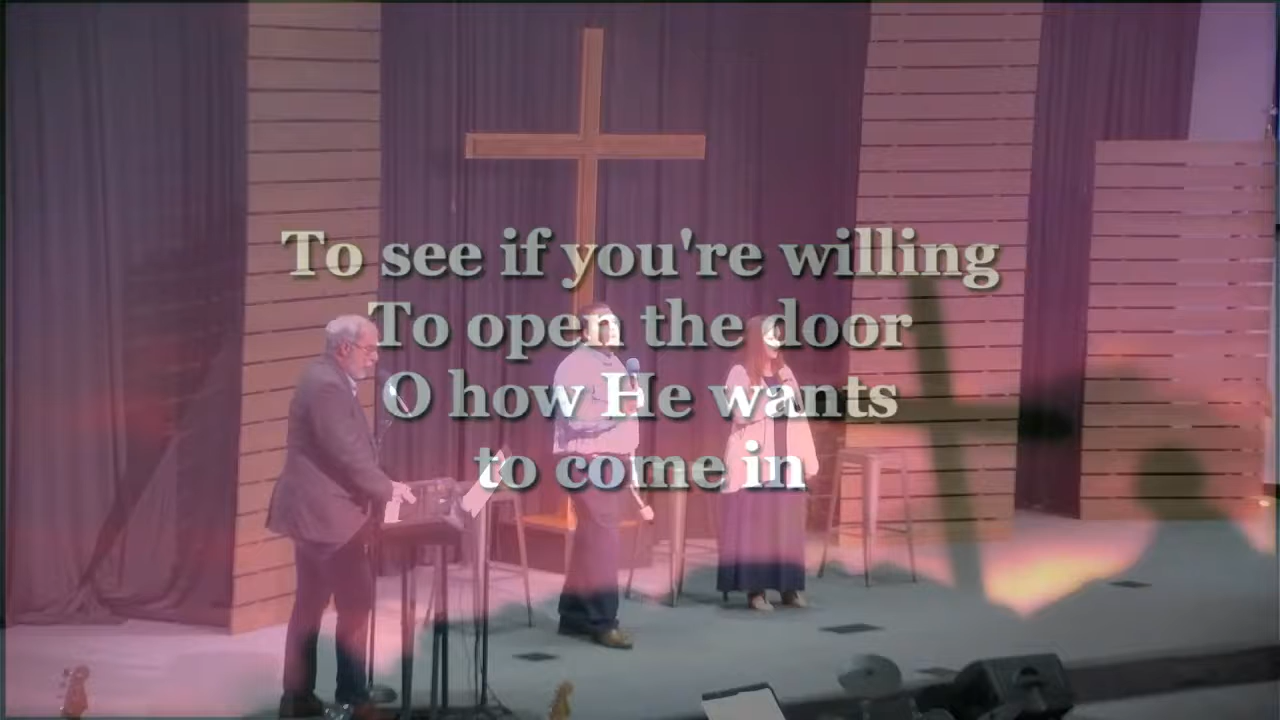 To see if you're willing
To open the door
O how He wants
to come in